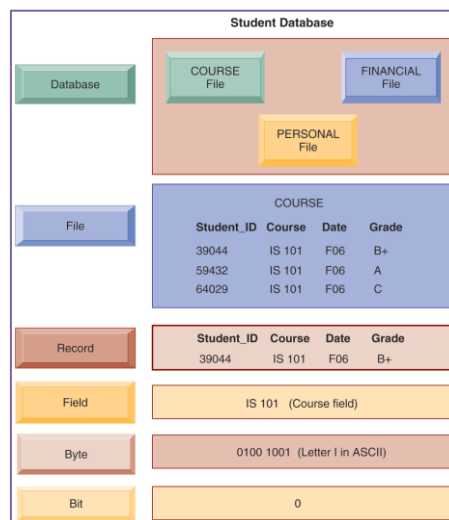 Student Database
Database
COURSE
File
FINANCIAL
File
PERSONAL
File
File
COURSE
Student_ID Course Date Grade
39044 IS 101 F06 B+
59432 IS 101 F06 A
64029 IS 101 F06 C
Record
Student_ID Course Date Grade
39044 IS 101 F06 B+
Field
IS 101 (Course field)
Byte
0100 1001 (Letter I in ASCII)
Bit
0